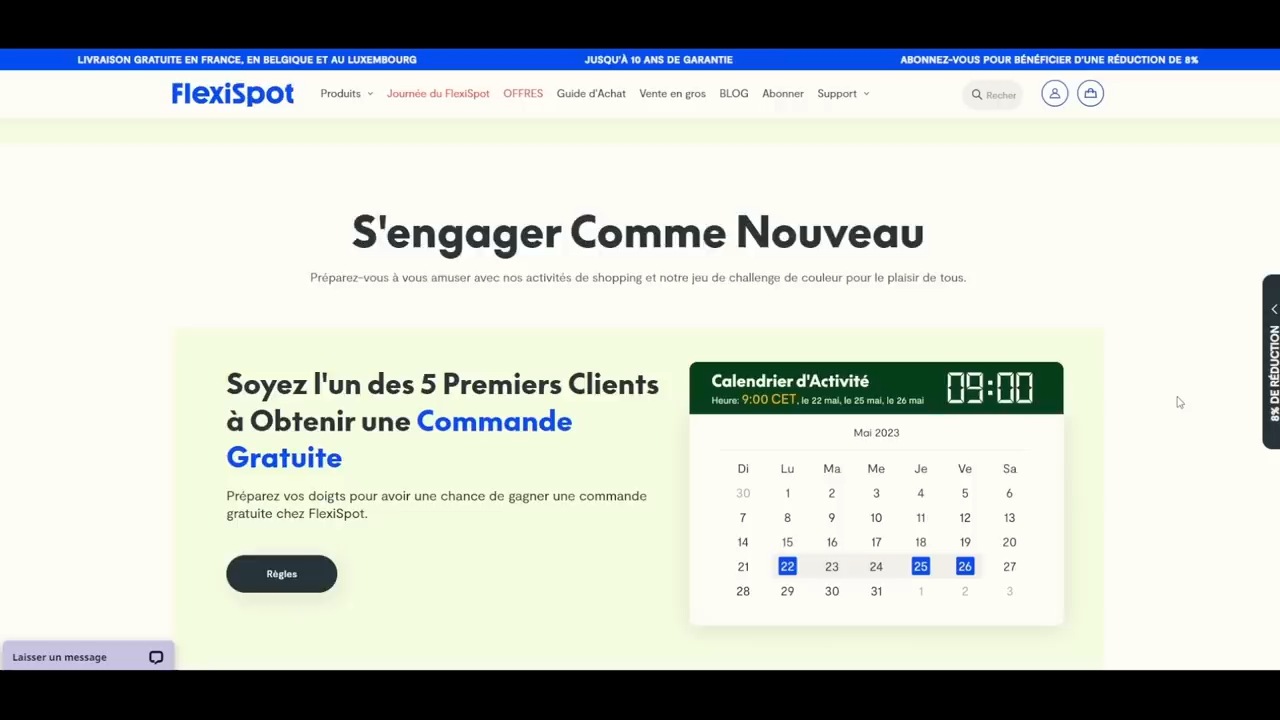 LIVRAISON GRATUITE EN FRANCE, EN BELGIQUE ET AU LUXEMBOURG
JUSQU'À 10 ANS DE GARANTIE
ABONNEZ-VOUS POUR BÉNÉFICIER D'UNE RÉDUCTION DE 8%
FlexiSpot
Produits
Journée du FlexiSpot
OFFRES
Guide d'Achat
Vente en gros
BLOG
Abonner
Support
Recher
S'engager Comme Nouveau
Préparez-vous à vous amuser avec nos activités de shopping et notre jeu de challenge de couleur pour le plaisir de tous.
8% DE RÉDUCTION
Soyez l'un des 5 Premiers Clients
à Obtenir une Commande
Gratuite
Préparez vos doigts pour avoir une chance de gagner une commande
gratuite chez FlexiSpot.
Règles
Calendrier d'Activité
Heure: 9:00 CET, le 22 mai, le 25 mai, le 26 mai
09:00
Mai 2023
Di Lu Ma Me Je Ve Sa
30 1 2 3 4 5 6
7 8 9 10 11 12 13
14 15 16 17 18 19 20
21 22 23 24 25 26 27
28 29 30 31 1 2 3
Laisser un message